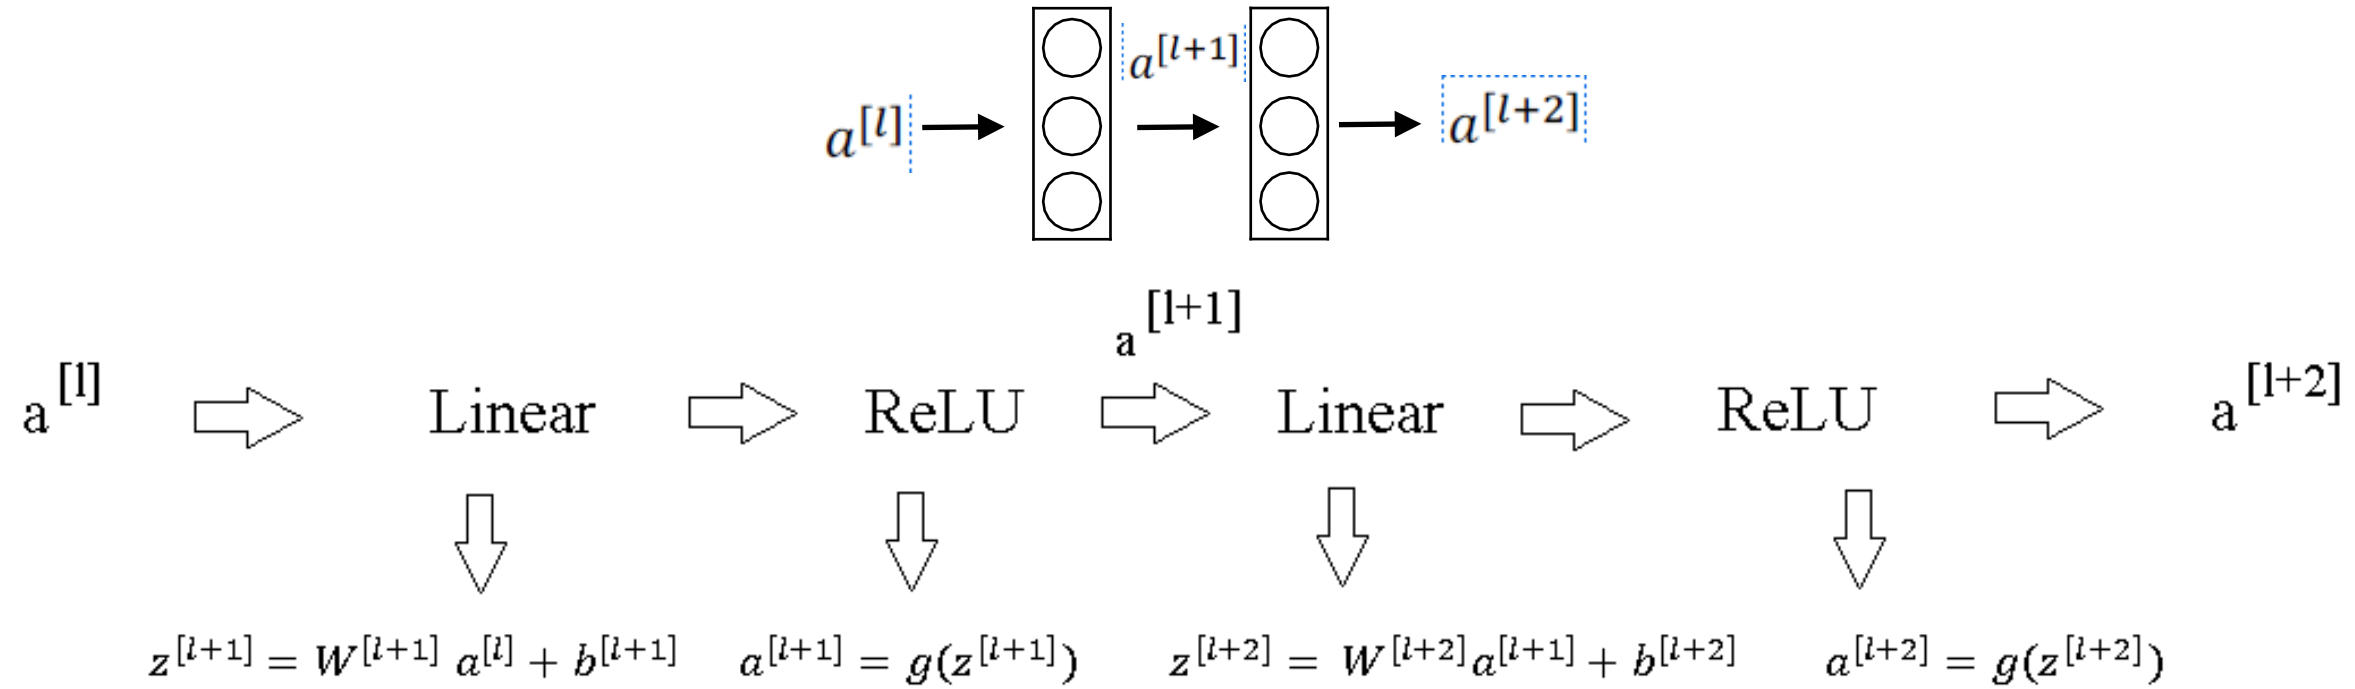 a^{[l+1]}
a^{[l]} a^{[l+2]}
a^{[l+1]}
a^{[l]} Linear ReLU Linear ReLU a^{[l+2]}
z^{[l+1]} = W^{[l+1]} a^{[l]} + b^{[l+1]} a^{[l+1]} = g(z^{[l+1]}) z^{[l+2]} = W^{[l+2]} a^{[l+1]} + b^{[l+2]} a^{[l+2]} = g(z^{[l+2]})